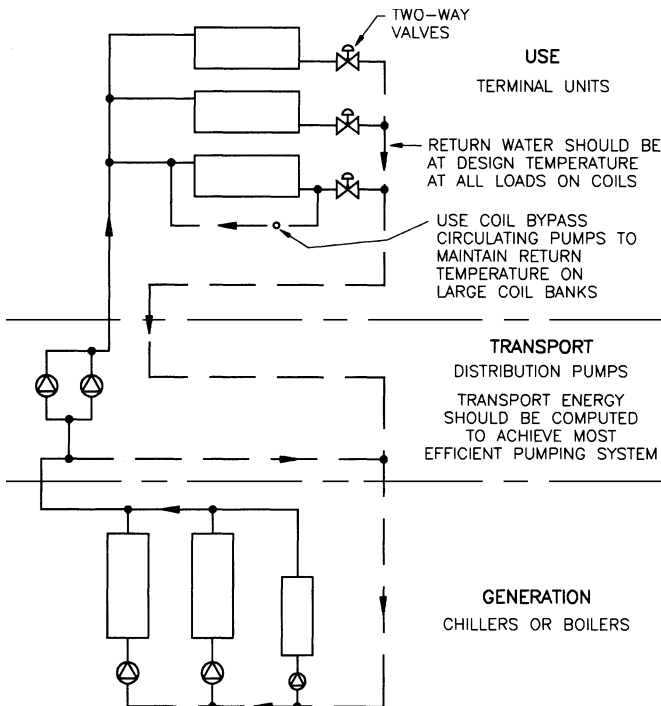 TWO-WAY
VALVES
USE
TERMINAL UNITS
RETURN WATER SHOULD BE
AT DESIGN TEMPERATURE
AT ALL LOADS ON COILS
USE COIL BYPASS
CIRCULATING PUMPS TO
MAINTAIN RETURN
TEMPERATURE ON
LARGE COIL BANKS
TRANSPORT
DISTRIBUTION PUMPS
TRANSPORT ENERGY
SHOULD BE COMPUTED
TO ACHIEVE MOST
EFFICIENT PUMPING SYSTEM
GENERATION
CHILLERS OR BOILERS